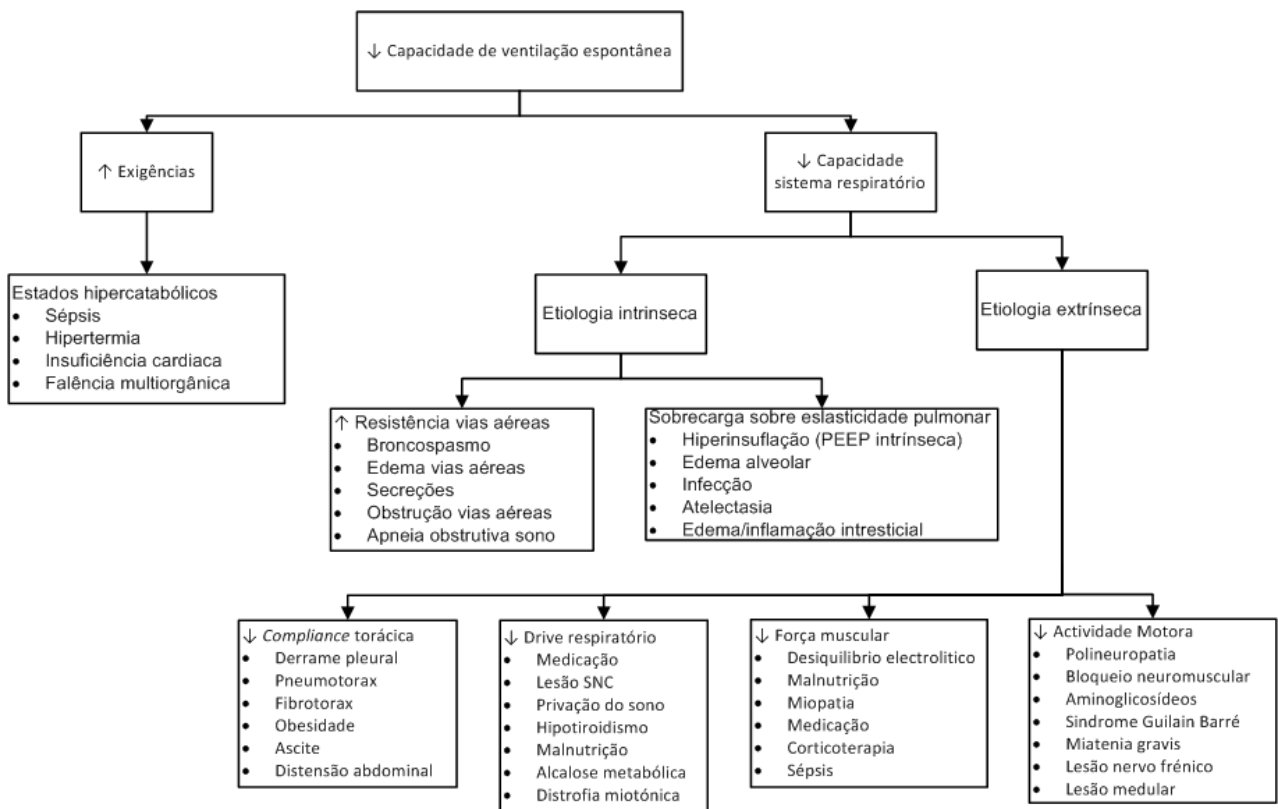 ↓ Capacidade de ventilação espontânea
↑ Exigências
↓ Capacidade
sistema respiratório
Estados hipercatabólicos
• Sépsis
• Hipertermia
• Insuficiência cardiaca
• Falência multiorgânica
Etiologia intrinseca
Etiologia extrínseca
↑ Resistência vias aéreas
• Broncospasmo
• Edema vias aéreas
• Secreções
• Obstrução vias aéreas
• Apneia obstrutiva sono
Sobrecarga sobre eslasticidade pulmonar
• Hiperinsuflação (PEEP intrínseca)
• Edema alveolar
• Infecção
• Atelectasia
• Edema/inflamação intresticial
↓ Compliance torácica
• Derrame pleural
• Pneumotorax
• Fibrotorax
• Obesidade
• Ascite
• Distensão abdominal
↓ Drive respiratório
• Medicação
• Lesão SNC
• Privação do sono
• Hipotiroidismo
• Malnutrição
• Alcalose metabólica
• Distrofia miotónica
↓ Força muscular
• Desiquilibrio electrolitico
• Malnutrição
• Miopatia
• Medicação
• Corticoterapia
• Sépsis
↓ Actividade Motora
• Polineuropatia
• Bloqueio neuromuscular
• Aminoglicosídeos
• Sindrome Guilain Barré
• Miatenia gravis
• Lesão nervo frénico
• Lesão medular